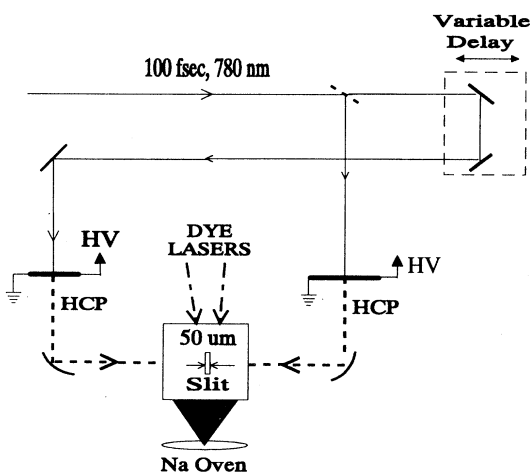 Variable
Delay
100 fsec, 780 nm
DYE
LASERS
HV
HV
HCP
HCP
50 um
Slit
Na Oven